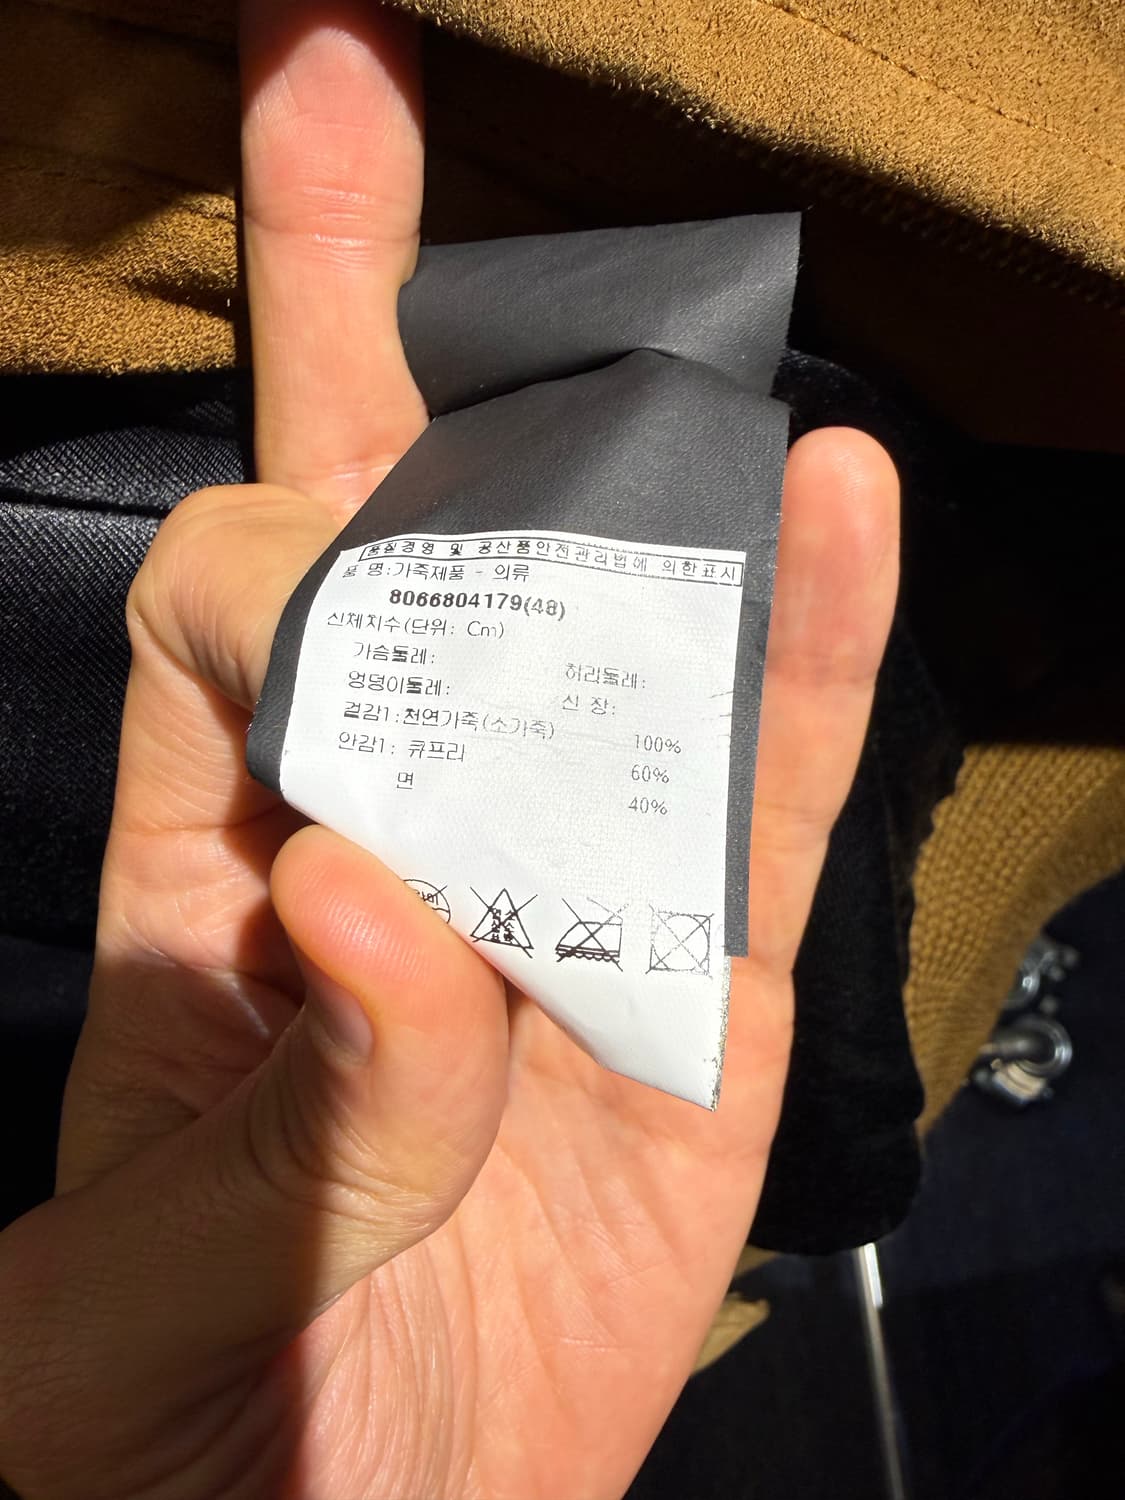 품질경영 및 공산품안전관리법에 의한표시
품 명:가죽제품 - 의류
8066804179(48)
신체치수(단위: Cm)
가슴둘레:
허리둘레:
엉덩이둘레:
신 장:
겉감1:천연가죽(소가죽) 100%
안감1: 큐프라 60%
면 40%